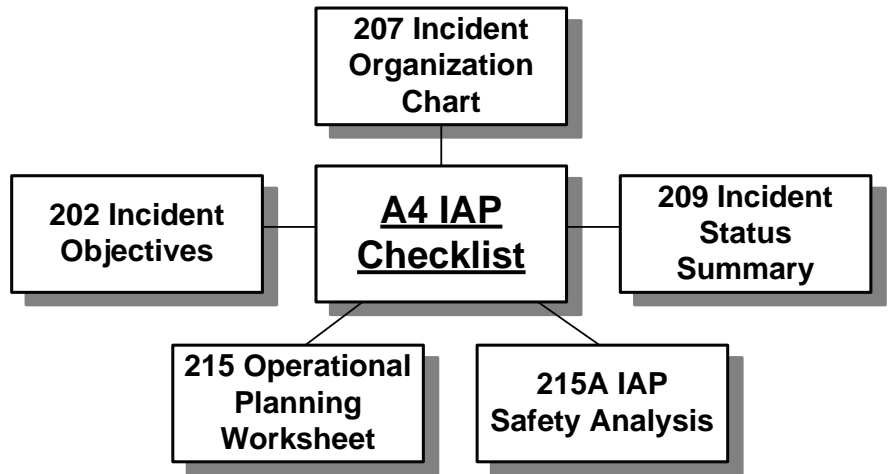 207 Incident
Organization
Chart
202 Incident
Objectives
A4 IAP
Checklist
209 Incident
Status
Summary
215 Operational
Planning
Worksheet
215A IAP
Safety Analysis